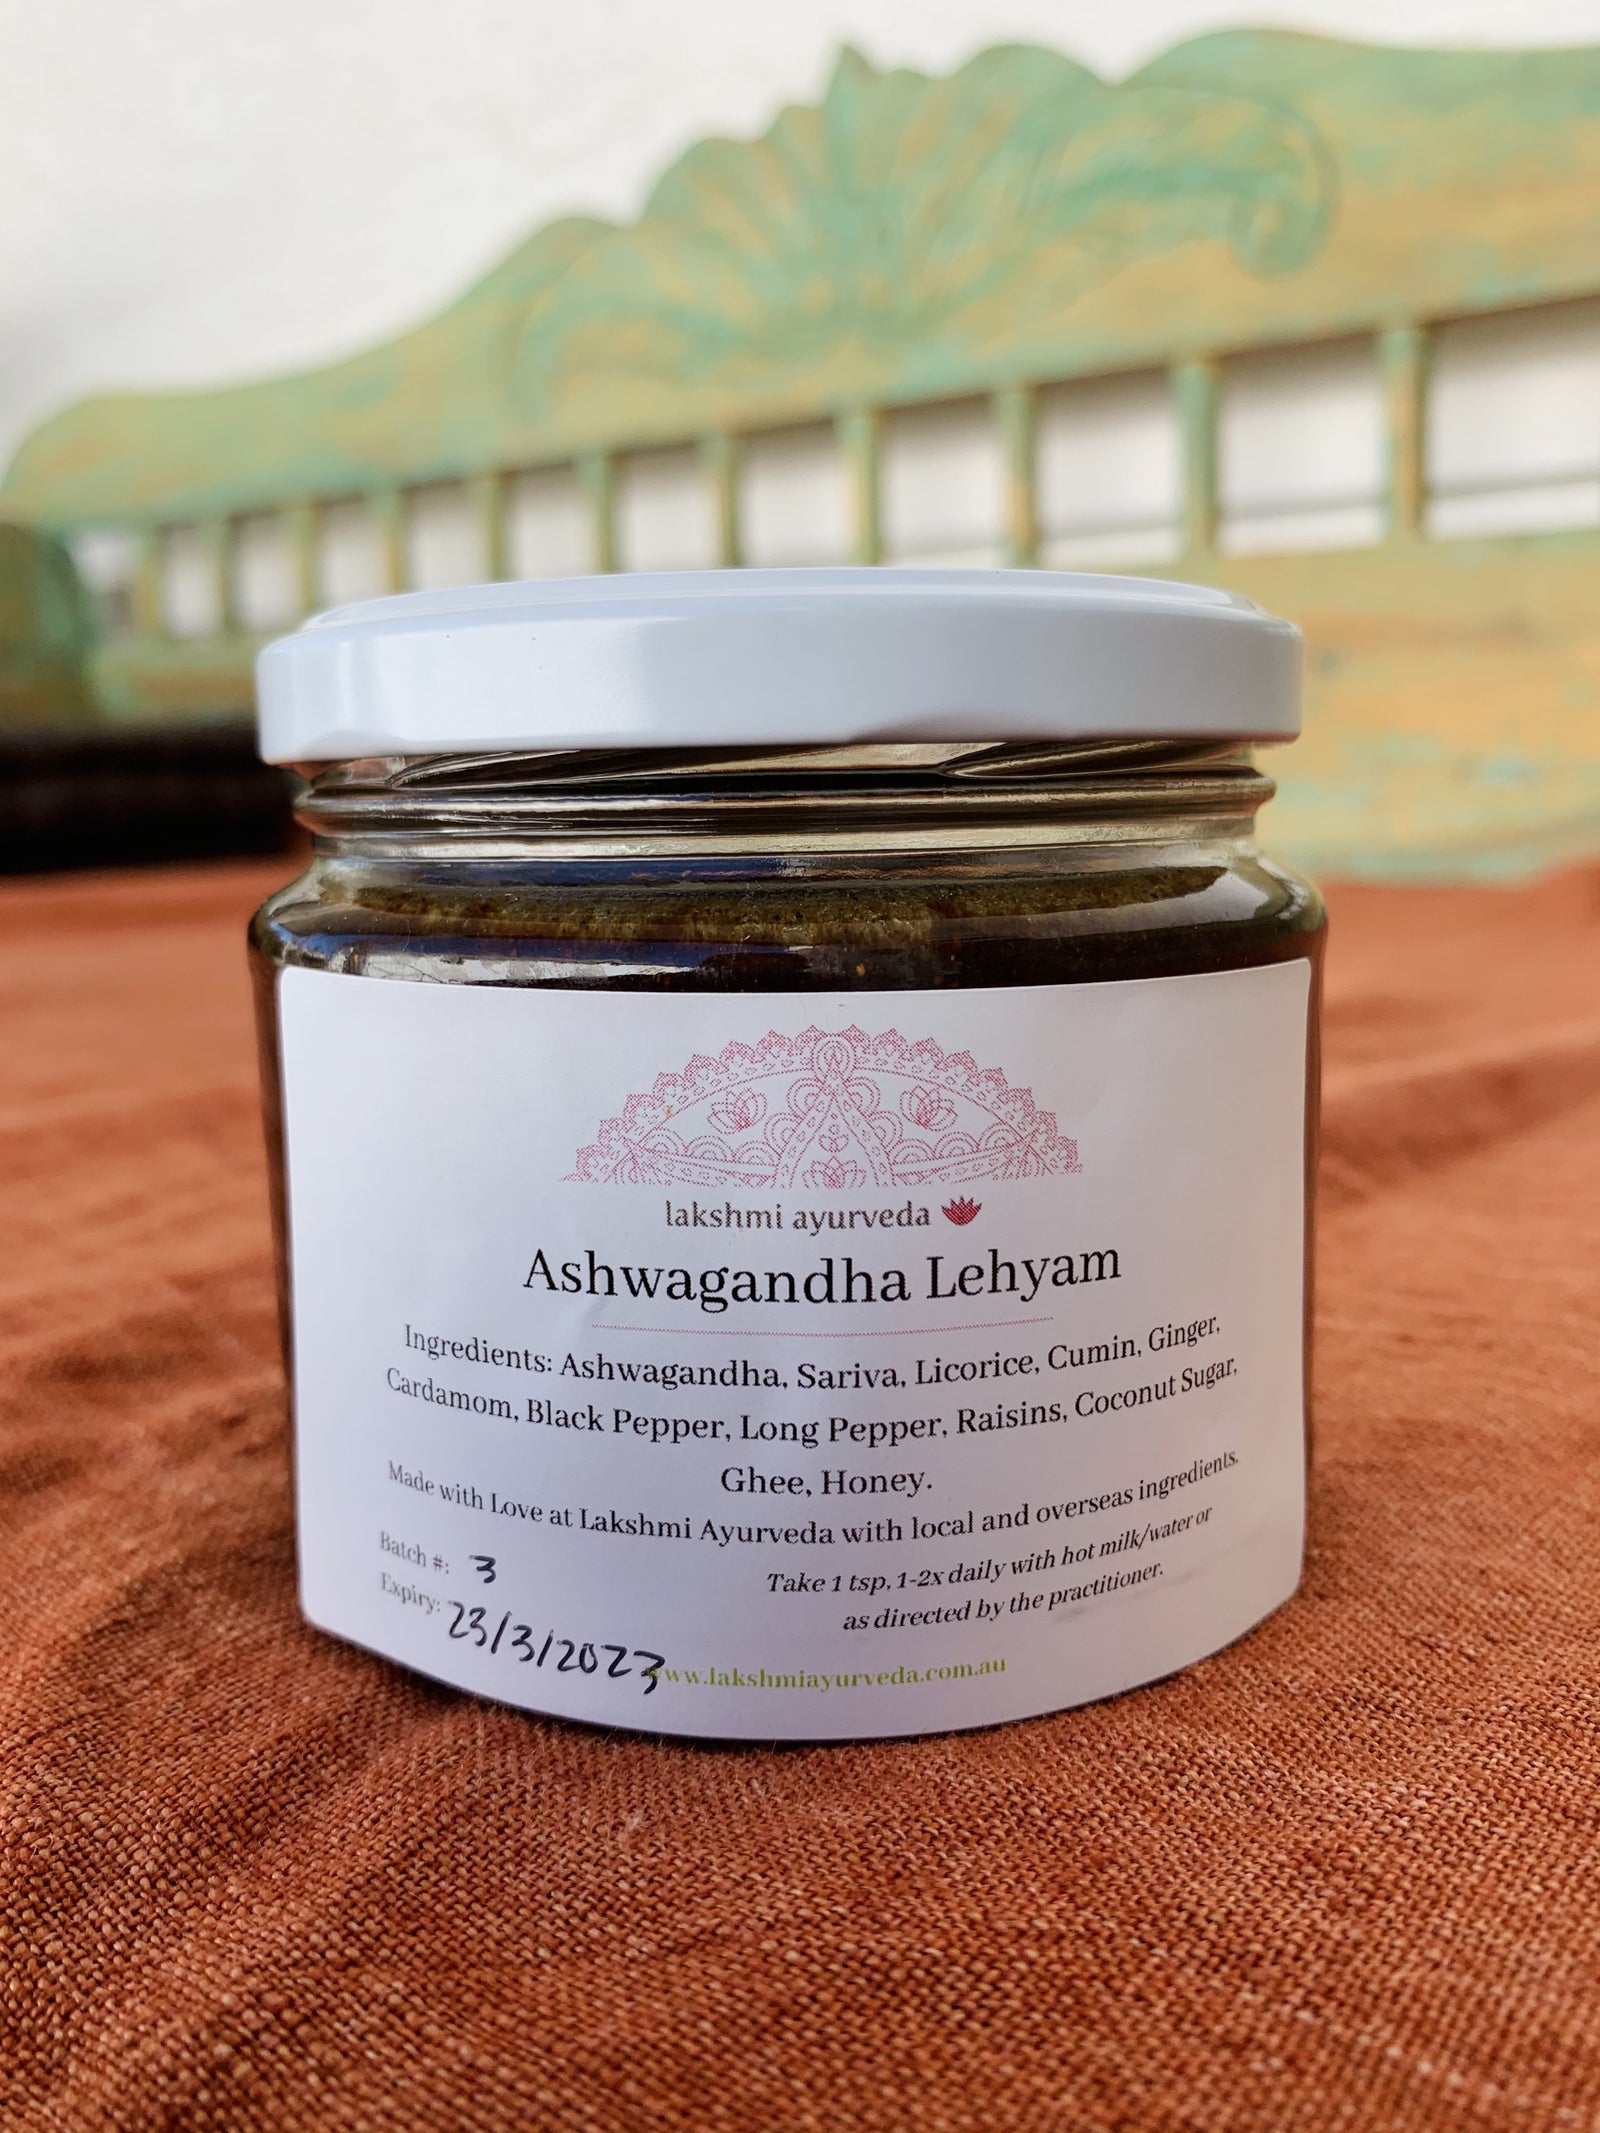 lakshmi ayurveda
Ashwagandha Lehyam
Ingredients: Ashwagandha, Sariva, Licorice, Cumin, Ginger,
Cardamom, Black Pepper, Long Pepper, Raisins, Coconut Sugar,
Ghee, Honey.
Made with Love at Lakshmi Ayurveda with local and overseas ingredients.
Batch #: 3
Expiry: 23/3/2023
Take 1 tsp, 1-2x daily with hot milk/water or
as directed by the practitioner.
www.lakshmiayurveda.com.au